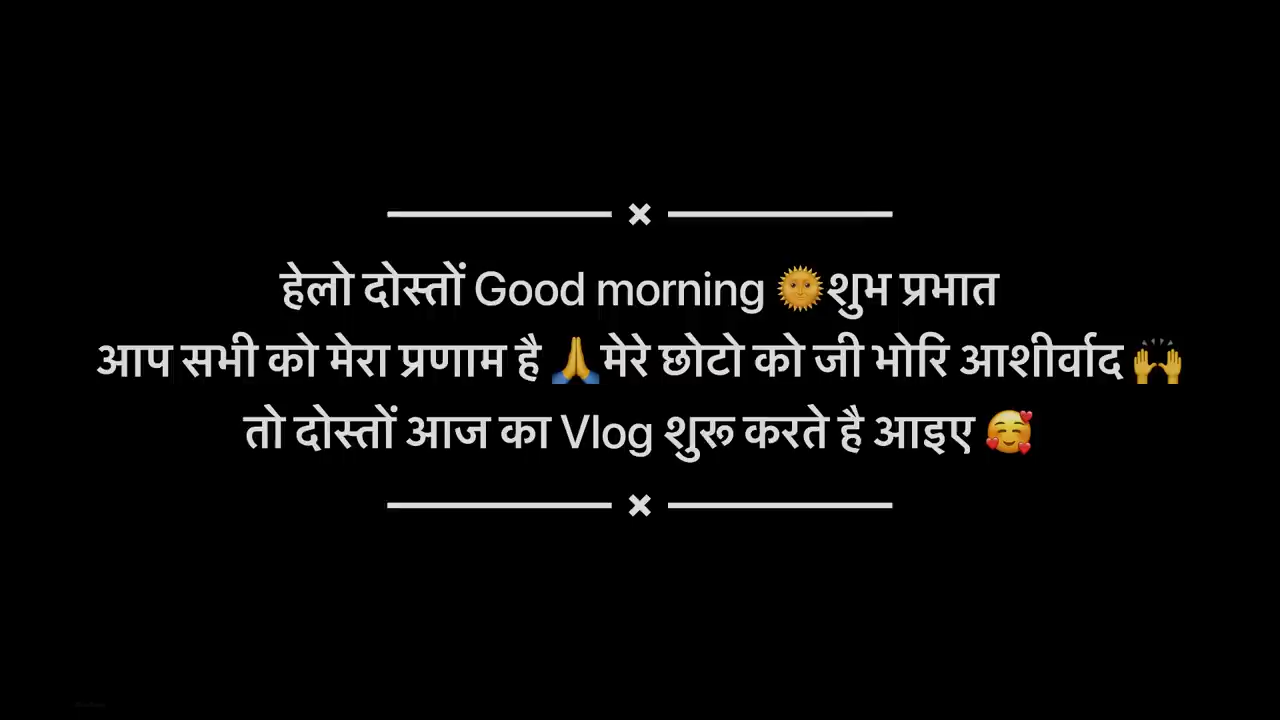 हेलो दोस्तों Good morning 🌞शुभ प्रभात
आप सभी को मेरा प्रणाम है 🙏मेरे छोटो को जी भोरि आशीर्वाद 🙌
तो दोस्तों आज का Vlog शुरू करते है आइए 🥰